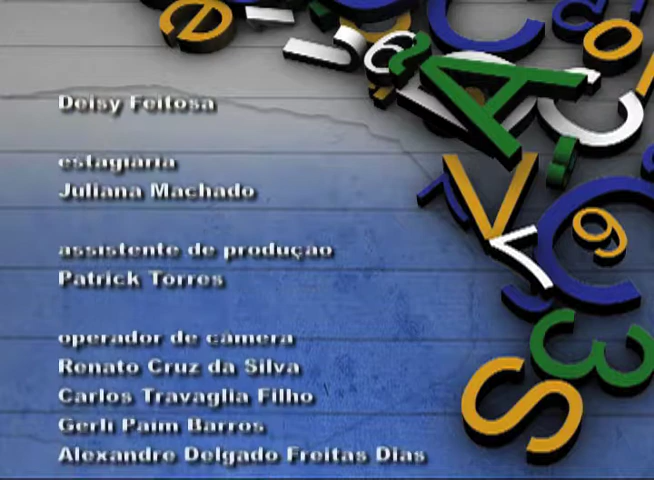 Deisy Feitosa
estagiária
Juliana Machado
assistente de produção
Patrick Torres
operador de câmera
Renato Cruz da Silva
Carlos Travaglia Filho
Gerli Paim Barros
Alexandre Delgado Freitas Dias